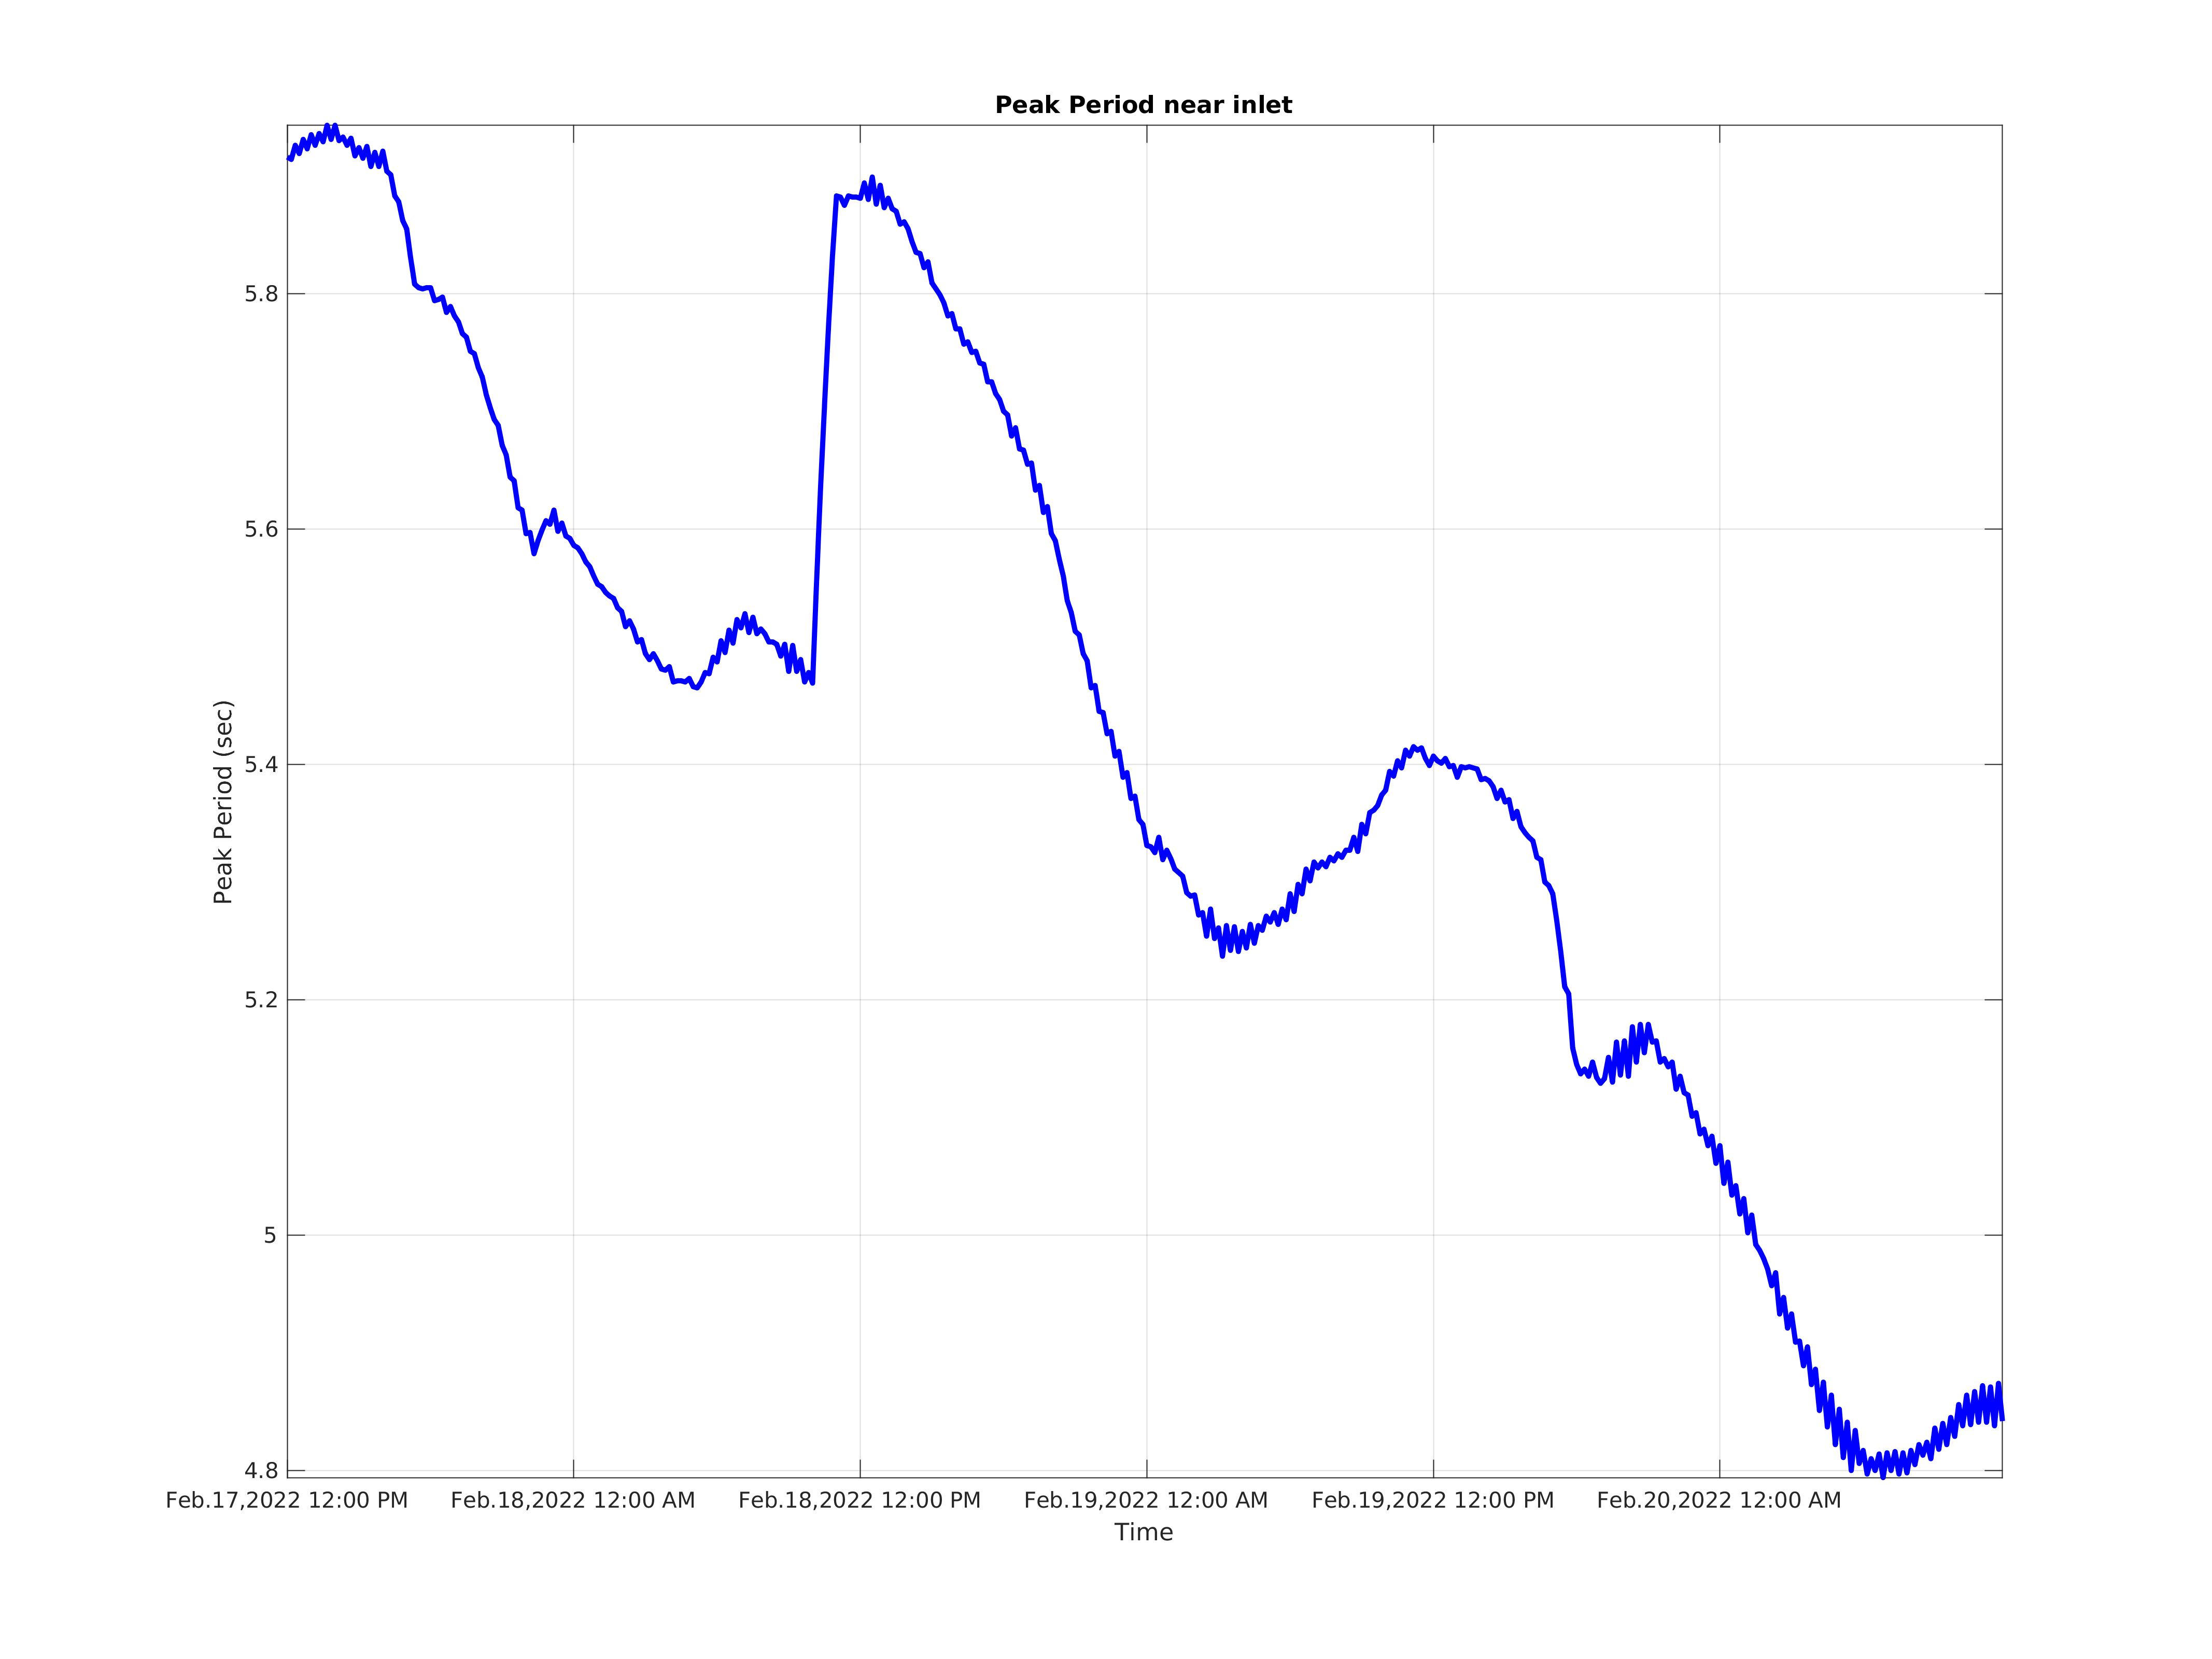 Peak Period near inlet
Peak Period (sec)
5.8
5.6
5.4
5.2
5
4.8
Feb.17,2022 12:00 PM
Feb.18,2022 12:00 AM
Feb.18,2022 12:00 PM
Feb.19,2022 12:00 AM
Feb.19,2022 12:00 PM
Feb.20,2022 12:00 AM
Time